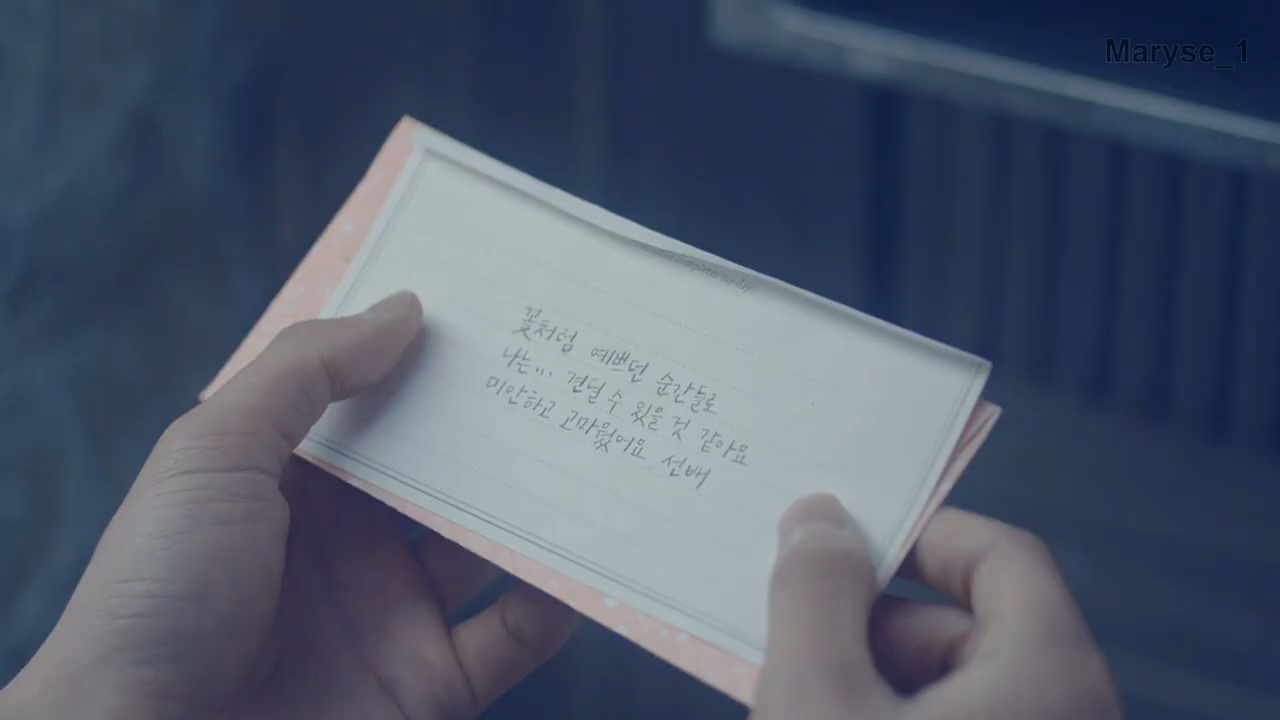 Maryse_1
꽃처럼 예쁘던 순간들로
나는... 견딜 수 있을 것 같아요
미안하고 고마웠어요 선배